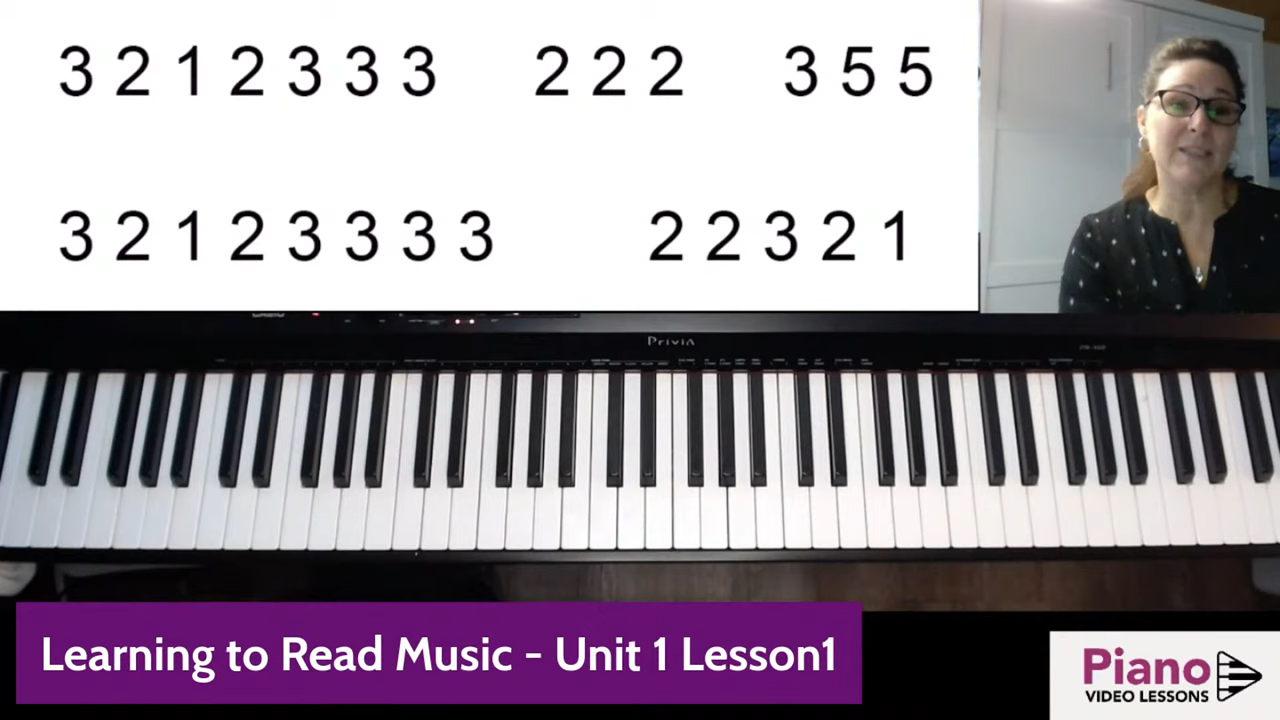 3 2 1 2 3 3 3 2 2 2 3 5 5
3 2 1 2 3 3 3 3 2 2 3 2 1
Privia
Learning to Read Music - Unit 1 Lesson1
Piano
VIDEO LESSONS